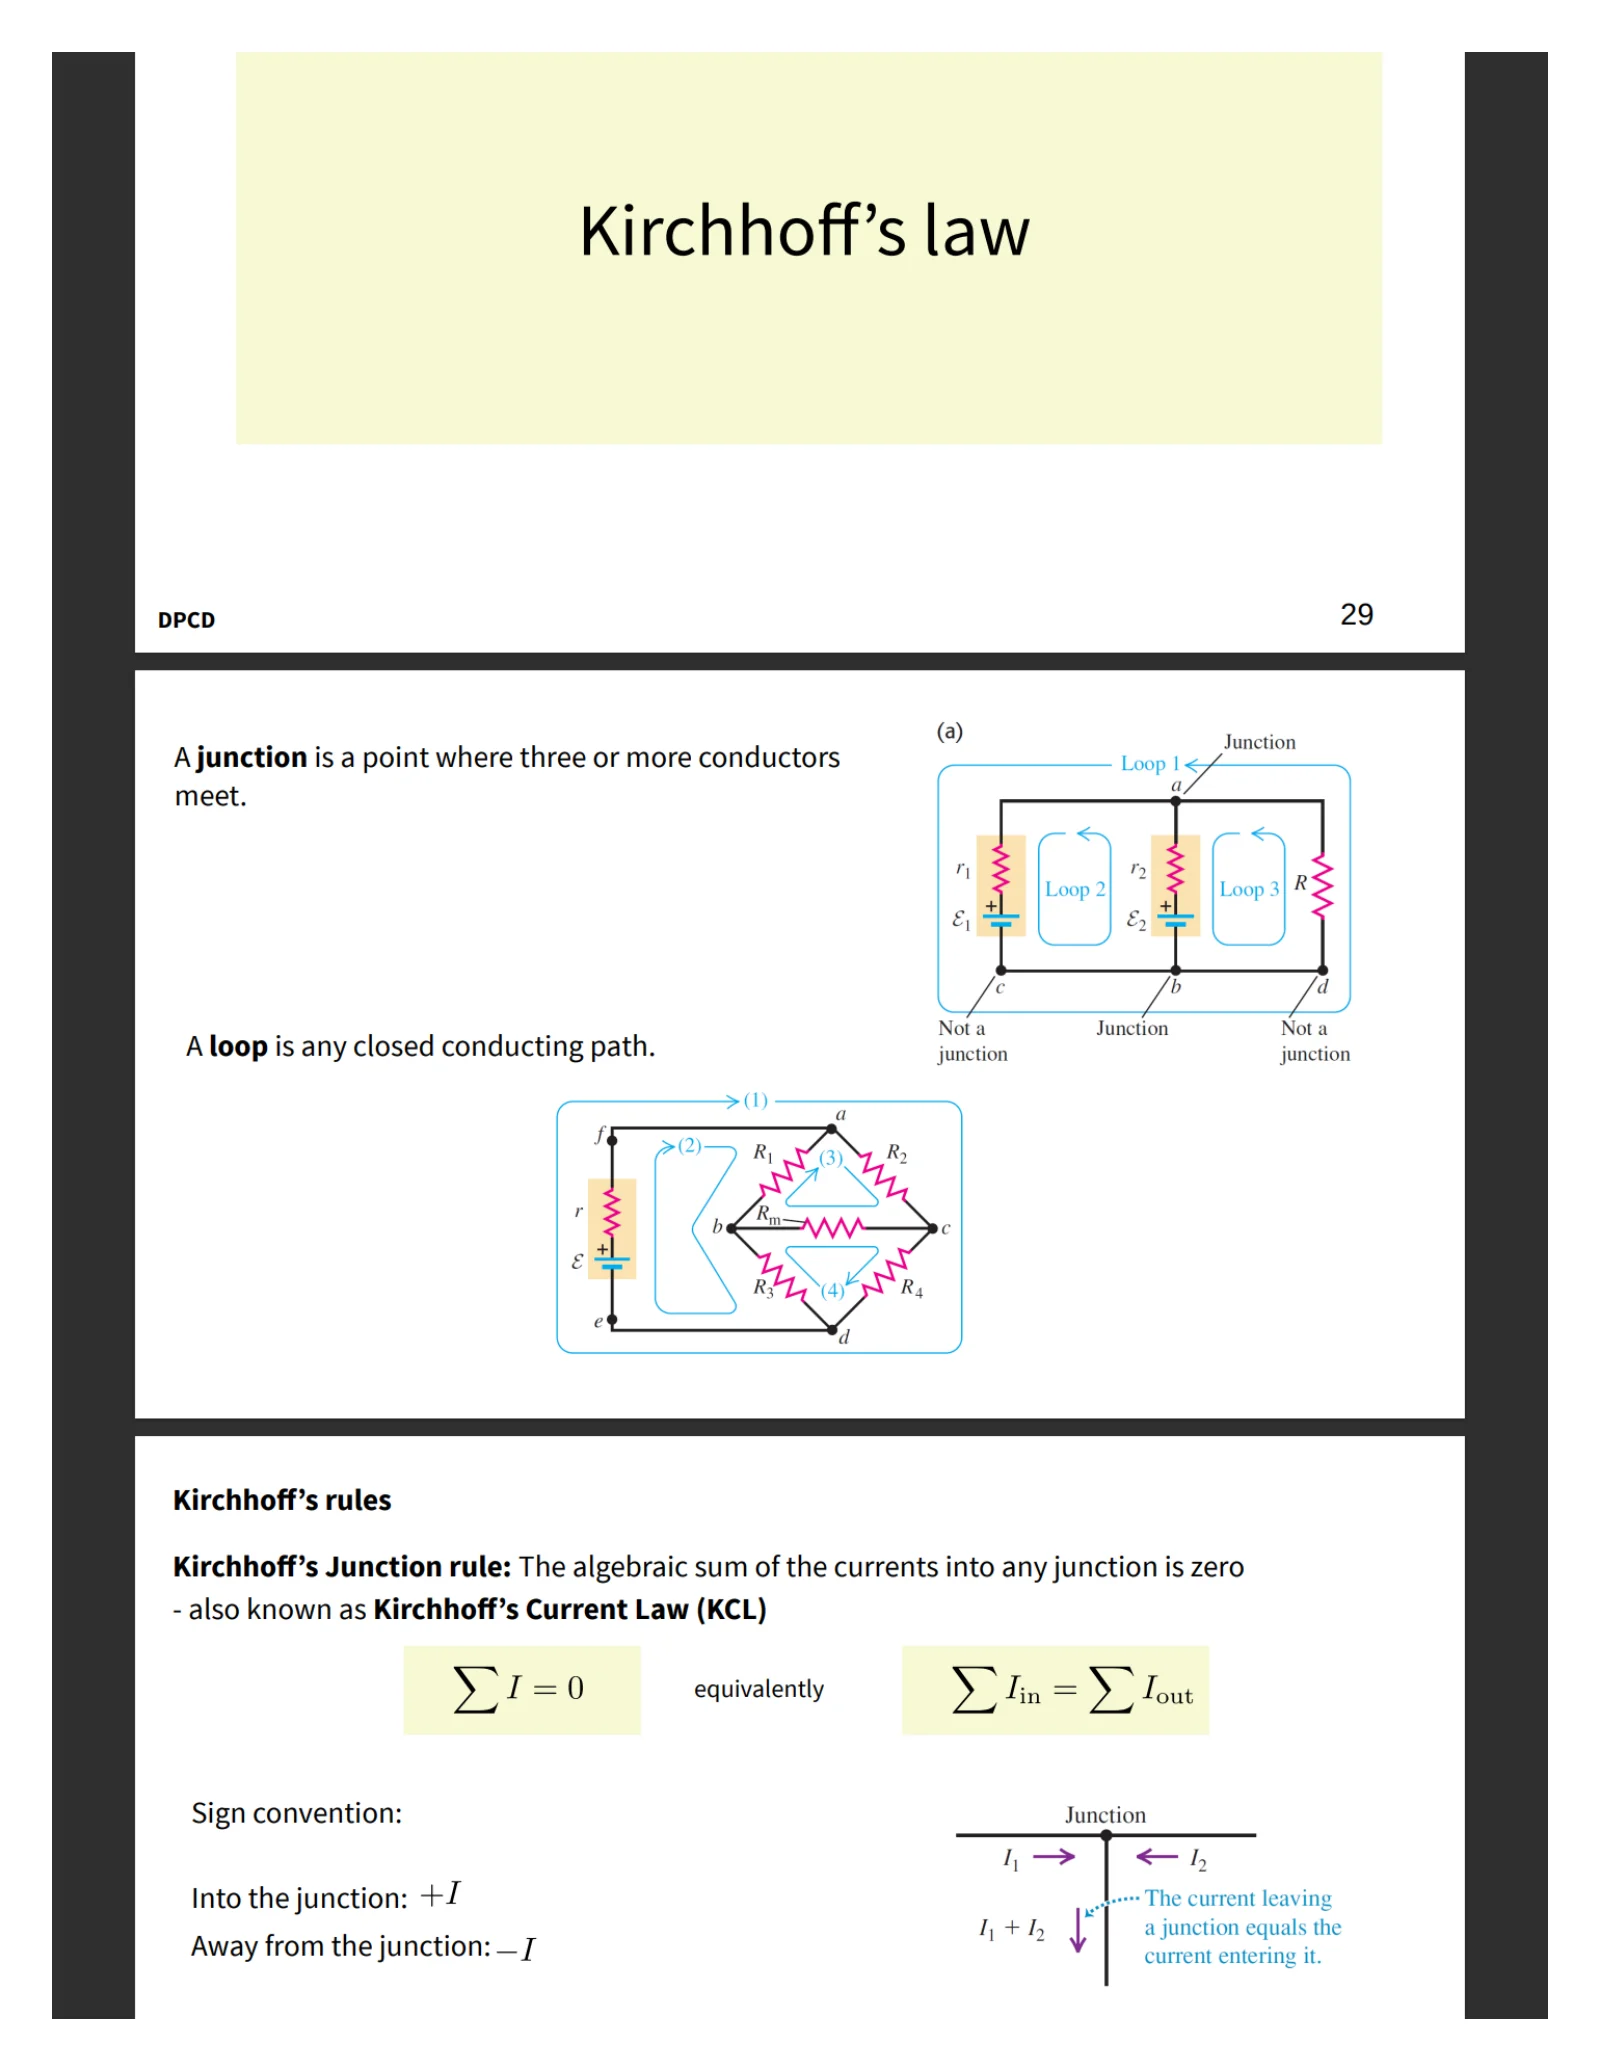 Kirchhoff’s law
DPCD
29
A junction is a point where three or more conductors
meet.
(a)
Junction
Loop 1
a
r1
Loop 2
r2
Loop 3
R
+
+
ℰ1
ℰ2
c
b
d
Not a
junction
Junction
Not a
junction
A loop is any closed conducting path.
(1)
a
f
(2)
R1
(3)
R2
r
b
Rm
c
+
ℰ
R3
(4)
R4
e
d
Kirchhoff’s rules
Kirchhoff’s Junction rule: The algebraic sum of the currents into any junction is zero
- also known as Kirchhoff’s Current Law (KCL)
∑ I = 0
equivalently
∑ Iin = ∑ Iout
Sign convention:
Into the junction: +I
Away from the junction: −I
Junction
I1
I2
I1 + I2
The current leaving
a junction equals the
current entering it.